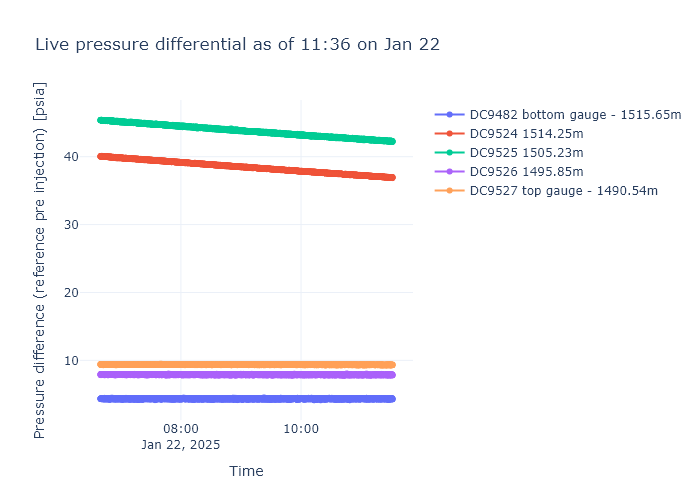 Live pressure differential as of 11:36 on Jan 22
Pressure difference (reference pre injection) [psia]
40
30
20
10
08:00
Jan 22, 2025
10:00
Time
DC9482 bottom gauge - 1515.65m
DC9524 1514.25m
DC9525 1505.23m
DC9526 1495.85m
DC9527 top gauge - 1490.54m